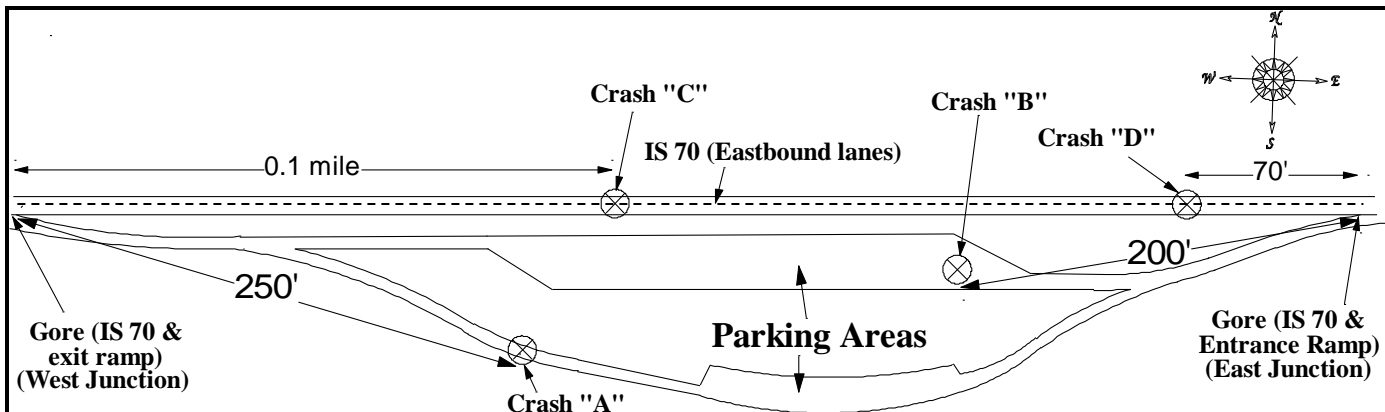 N
W
E
S
Crash "C"
Crash "B"
Crash "D"
IS 70 (Eastbound lanes)
0.1 mile
70'
250'
200'
Gore (IS 70 &
exit ramp)
(West Junction)
Parking Areas
Gore (IS 70 &
Entrance Ramp)
(East Junction)
Crash "A"